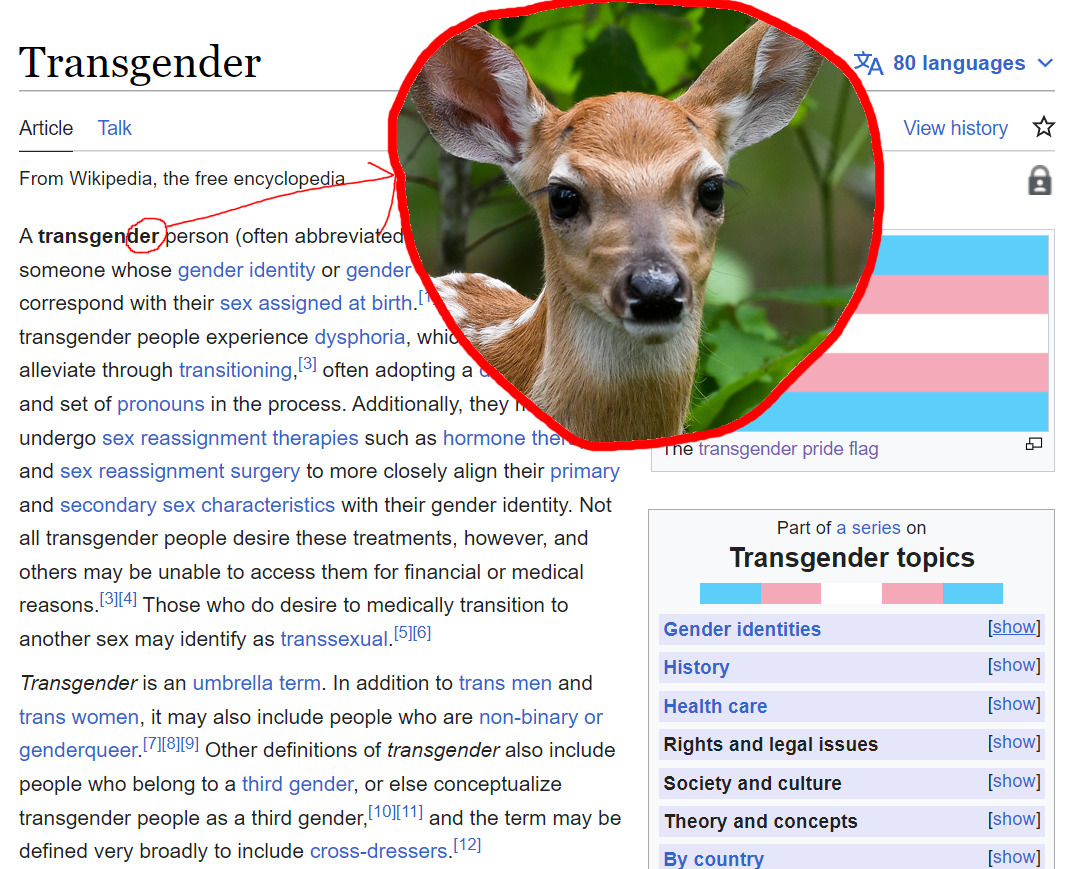 Transgender
80 languages
Article Talk
View history
From Wikipedia, the free encyclopedia
A transgender person (often abbreviated
someone whose gender identity or gender
correspond with their sex assigned at birth.[1
transgender people experience dysphoria,
alleviate through transitioning,[3] often adopting a
and set of pronouns in the process. Additionally, they
undergo sex reassignment therapies such as hormone
and sex reassignment surgery to more closely align their primary
and secondary sex characteristics with their gender identity. Not
all transgender people desire these treatments, however, and
others may be unable to access them for financial or medical
reasons.[3][4] Those who do desire to medically transition to
another sex may identify as transsexual.[5][6]
Transgender is an umbrella term. In addition to trans men and
trans women, it may also include people who are non-binary or
genderqueer.[7][8][9] Other definitions of transgender also include
people who belong to a third gender, or else conceptualize
transgender people as a third gender,[10][11] and the term may be
defined very broadly to include cross-dressers.[12]
The transgender pride flag
Part of a series on
Transgender topics
Gender identities [show]
History [show]
Health care [show]
Rights and legal issues [show]
Society and culture [show]
Theory and concepts [show]
By country [show]